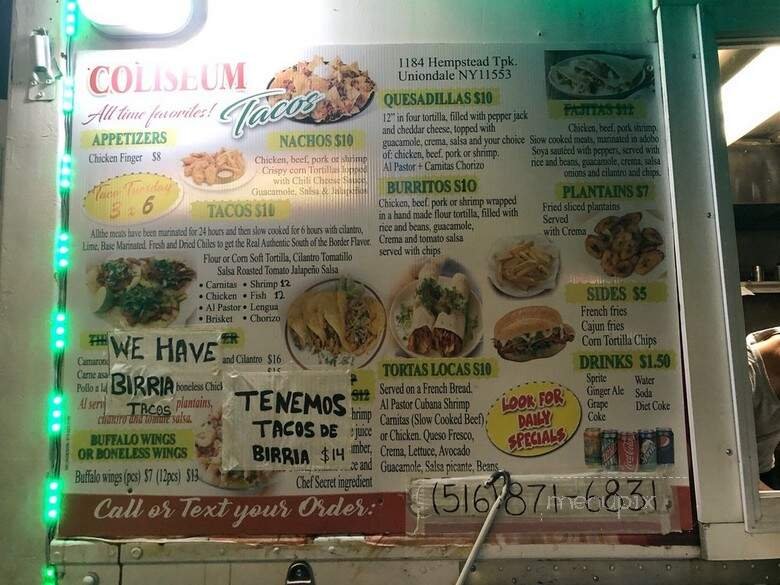 COLISEUM
All time favorites!
Tacos
1184 Hempstead Tpk.
Uniondale NY11553
APPETIZERS
Chicken Finger $8
Taco Tuesday
3 x 6
NACHOS $10
Chicken, beef, pork or shrimp
Crispy corn Tortillas topped
with Chili Cheese Sauce
Guacamole, Salsa & Jalapeños
TACOS $10
Allthe meats have been marinated for 24 hours and then slow cooked for 6 hours with cilantro,
Lime, Base Marinated. Fresh and Dried Chiles to get the Real Authentic South of the Border Flavor.
Flour or Corn Soft Tortilla, Cilantro Tomatillo
Salsa Roasted Tomato Jalapeño Salsa
• Carnitas • Shrimp 12
• Chicken • Fish 12
• Al Pastor • Lengua
• Brisket • Chorizo
and Cilantro $16
Carne asa
boneless Chic
Al serv
plantains,
cilantro and tomate salsa.
WE HAVE
BIRRIA
TACOS
TENEMOS
TACOS DE
BIRRIA $14
$12
juice
and
Chef Secret ingredient
BUFFALO WINGS
OR BONELESS WINGS
Buffalo wings (pcs) $7 (12pcs) $13
QUESADILLAS $10
12" in four tortilla, filled with pepper jack
and cheddar cheese, topped with
guacamole, crema, salsa and your choice
of: chicken, beef, pork or shrimp.
Al Pastor + Carnitas Chorizo
BURRITOS $10
Chicken, beef. pork or shrimp wrapped
in a hand made flour tortilla, filled with
rice and beans, guacamole,
Crema and tomato salsa
served with chips
TORTAS LOCAS $10
Served on a French Bread.
Al Pastor Cubana Shrimp
Carnitas (Slow Cooked Beef)
or Chicken. Queso Fresco,
Crema, Lettuce, Avocado
Guacamole, Salsa picante, Beans
FAJITAS $12
Chicken, beef, pork shrimp.
Slow cooked meats, marinated in adobo
Soya sautéed with peppers, served with
rice and beans, guacamole, crema, salsa
onions and cilantro and chips.
PLANTAINS $7
Fried sliced plantains
Served
with Crema
SIDES $5
French fries
Cajun fries
Corn Tortilla Chips
DRINKS $1.50
Sprite Water
Ginger Ale Soda
Grape Diet Coke
Coke
LOOK FOR
DAILY
SPECIALS
Call or Text your Order:
(516) 871-6831
menupix